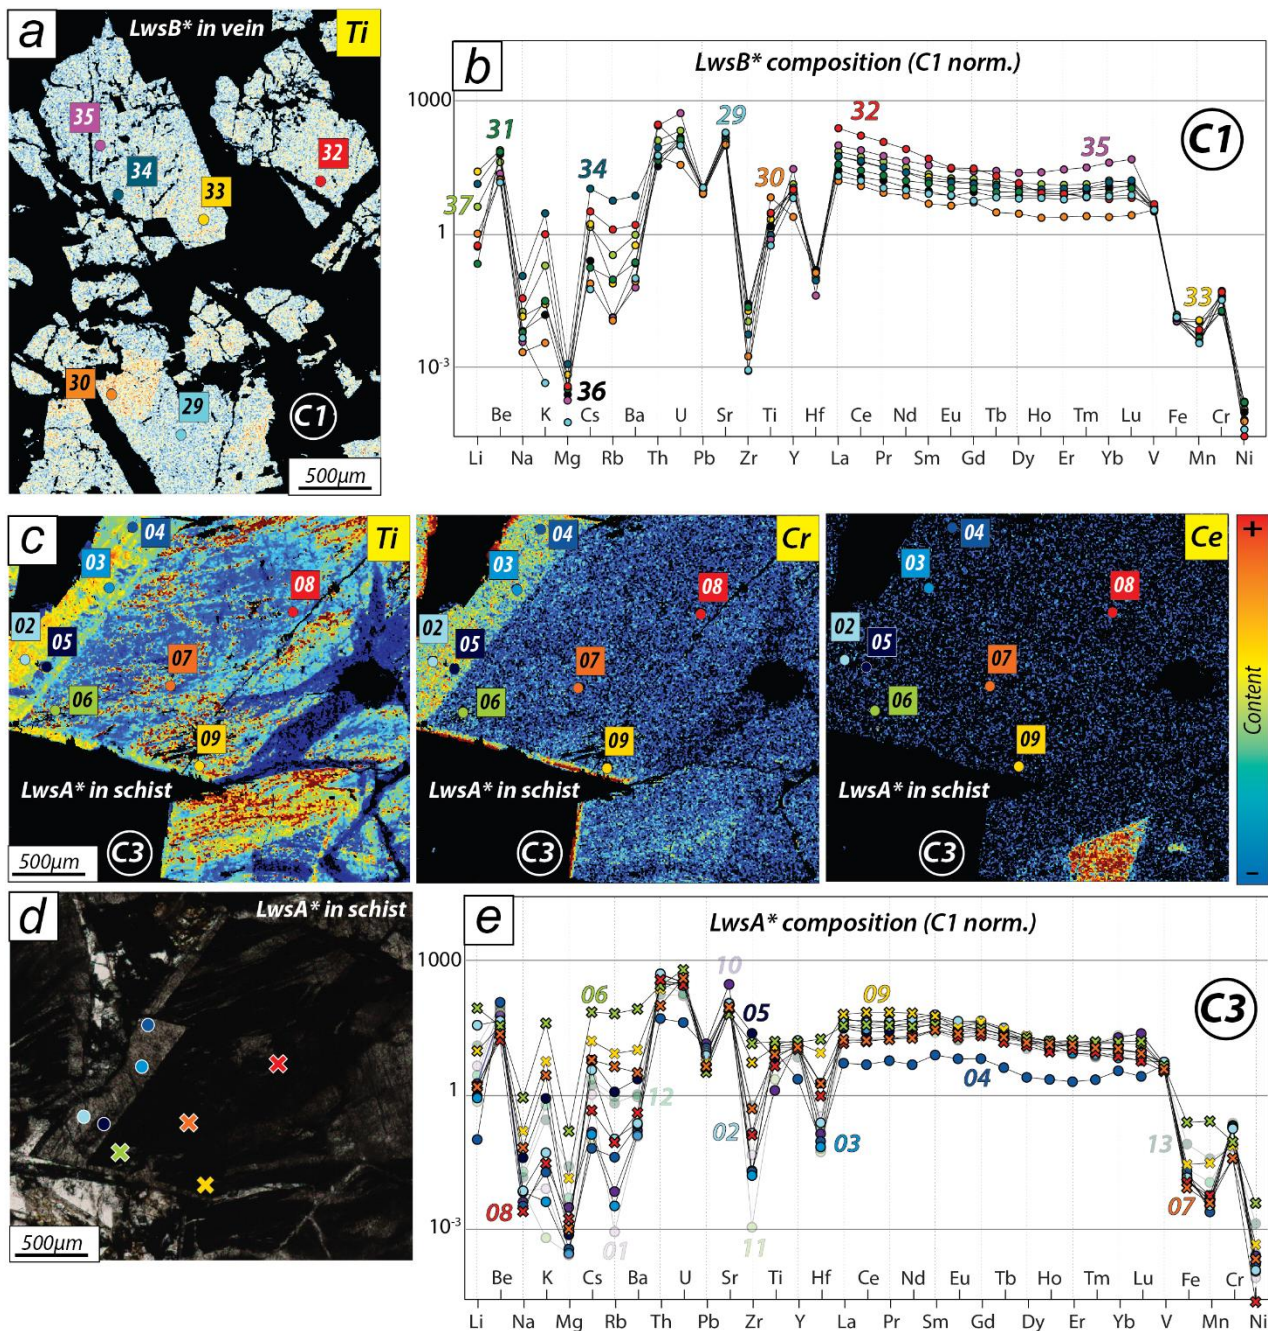 a
LwsB* in vein
Ti
35
34
33
32
30
29
C1
500µm
b
LwsB* composition (C1 norm.)
C1
1000
1
10-3
31
37
34
36
29
30
32
35
33
Be K Cs Ba U Sr Ti Hf Ce Nd Eu Tb Ho Tm Lu Fe Cr
Li Na Mg Rb Th Pb Zr Y La Pr Sm Gd Dy Er Yb V Mn Ni
c
04
Ti
03
08
02
05
07
06
09
LwsA* in schist
C3
500µm
04
Cr
03
08
02
05
07
06
09
LwsA* in schist
C3
04
Ce
03
08
02
05
07
06
09
LwsA* in schist
C3
+
Content
–
d
LwsA* in schist
500µm
e
LwsA* composition (C1 norm.)
C3
1000
1
10-3
06
10
05
09
12
04
02
03
13
08
01
11
07
Be K Cs Ba U Sr Ti Hf Ce Nd Eu Tb Ho Tm Lu Fe Cr
Li Na Mg Rb Th Pb Zr Y La Pr Sm Gd Dy Er Yb V Mn Ni